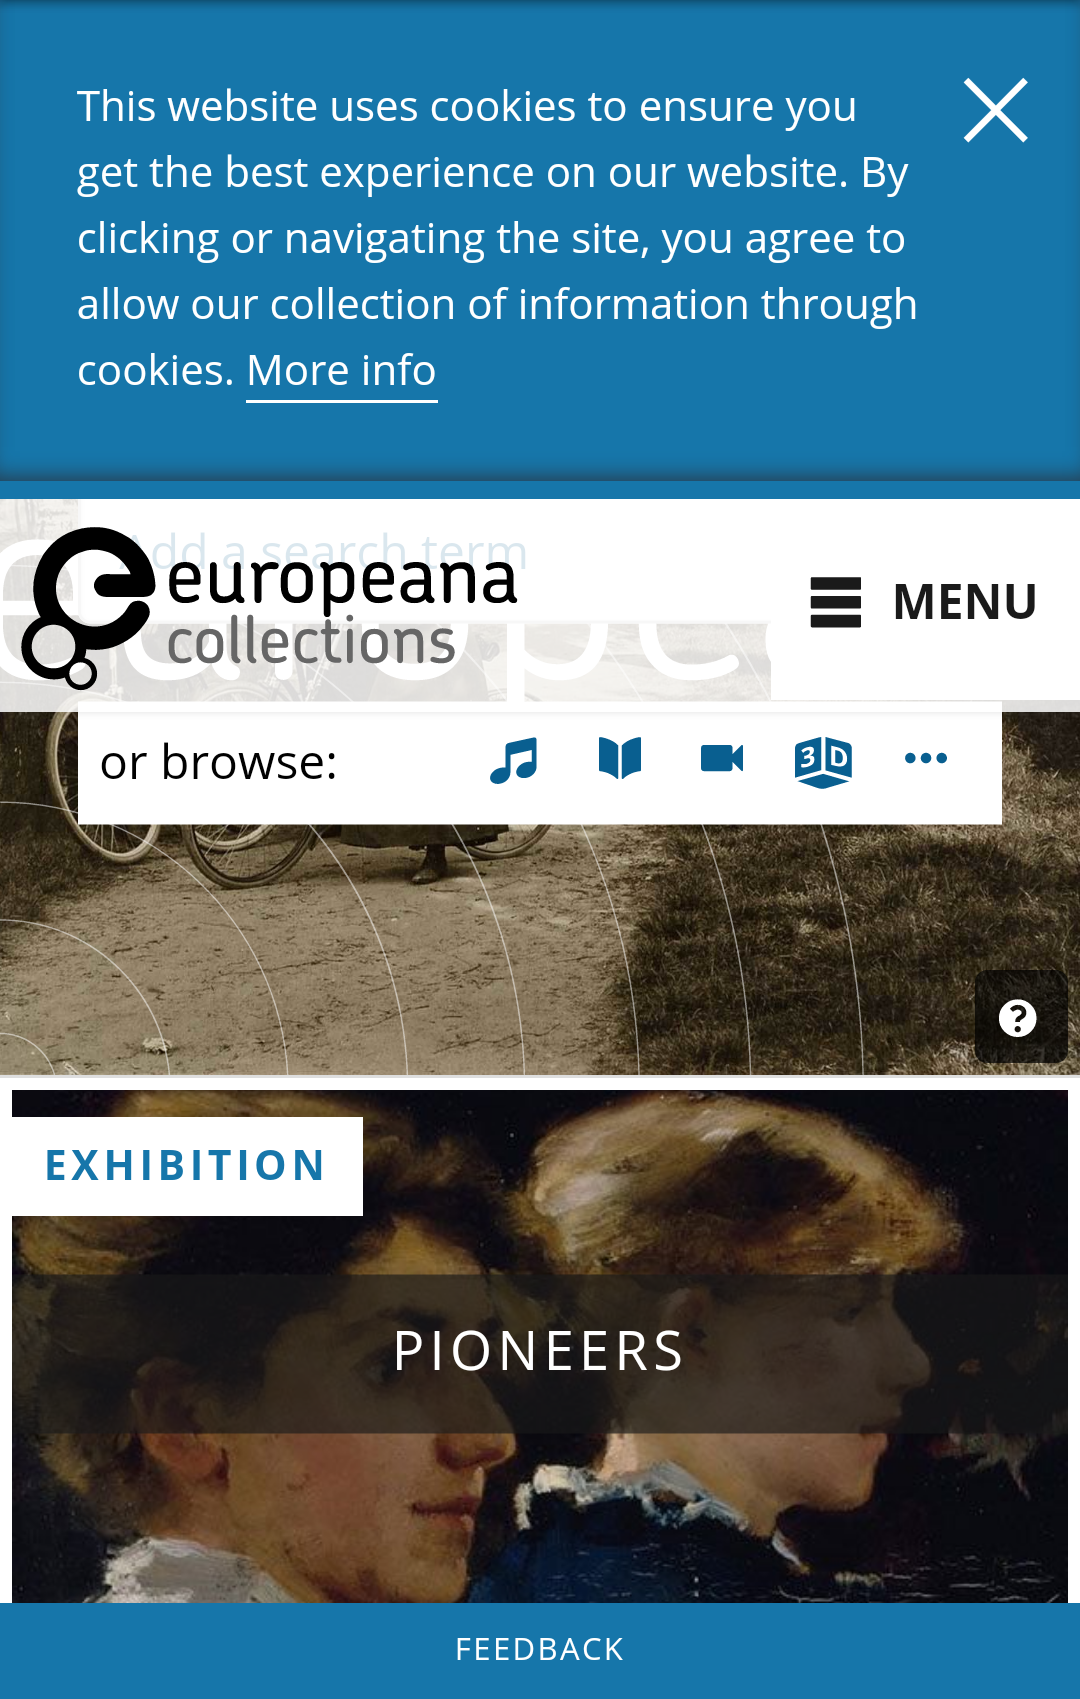 This website uses cookies to ensure you
get the best experience on our website. By
clicking or navigating the site, you agree to
allow our collection of information through
cookies. More info
Add a search term
europeana
collections
MENU
or browse:
3D
?
EXHIBITION
PIONEERS
FEEDBACK